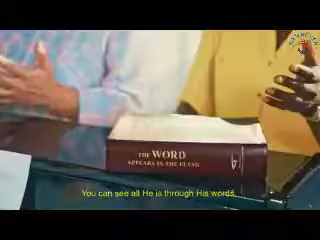 THE WORD
APPEARS IN THE FLESH
You can see all He is through His words,